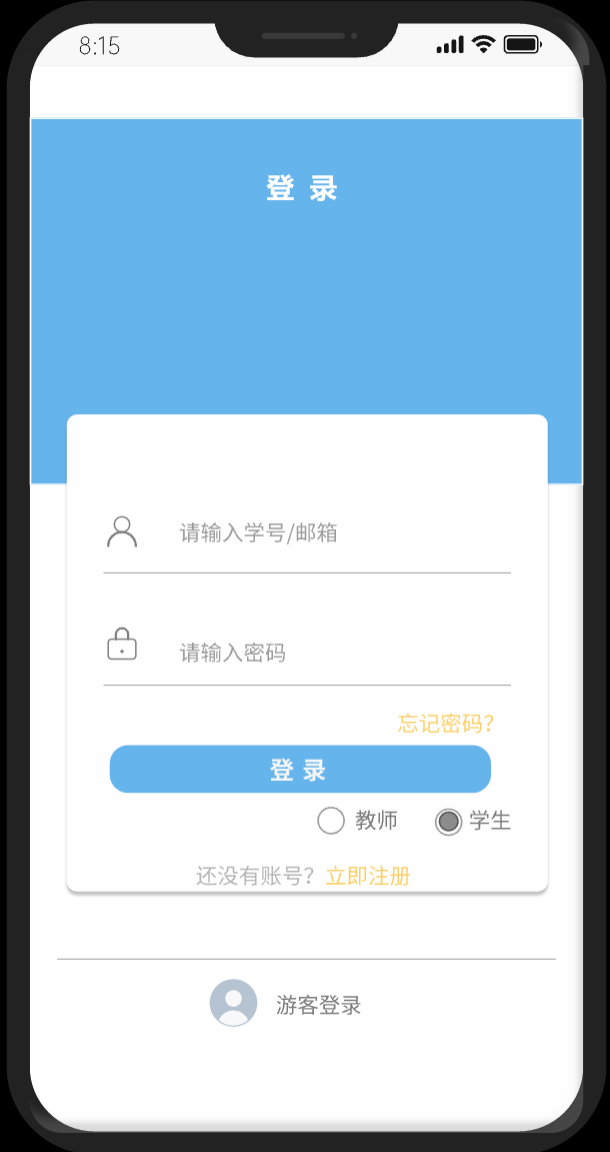 8:15
登 录
请输入学号/邮箱
请输入密码
忘记密码?
登 录
教师 学生
还没有账号? 立即注册
游客登录